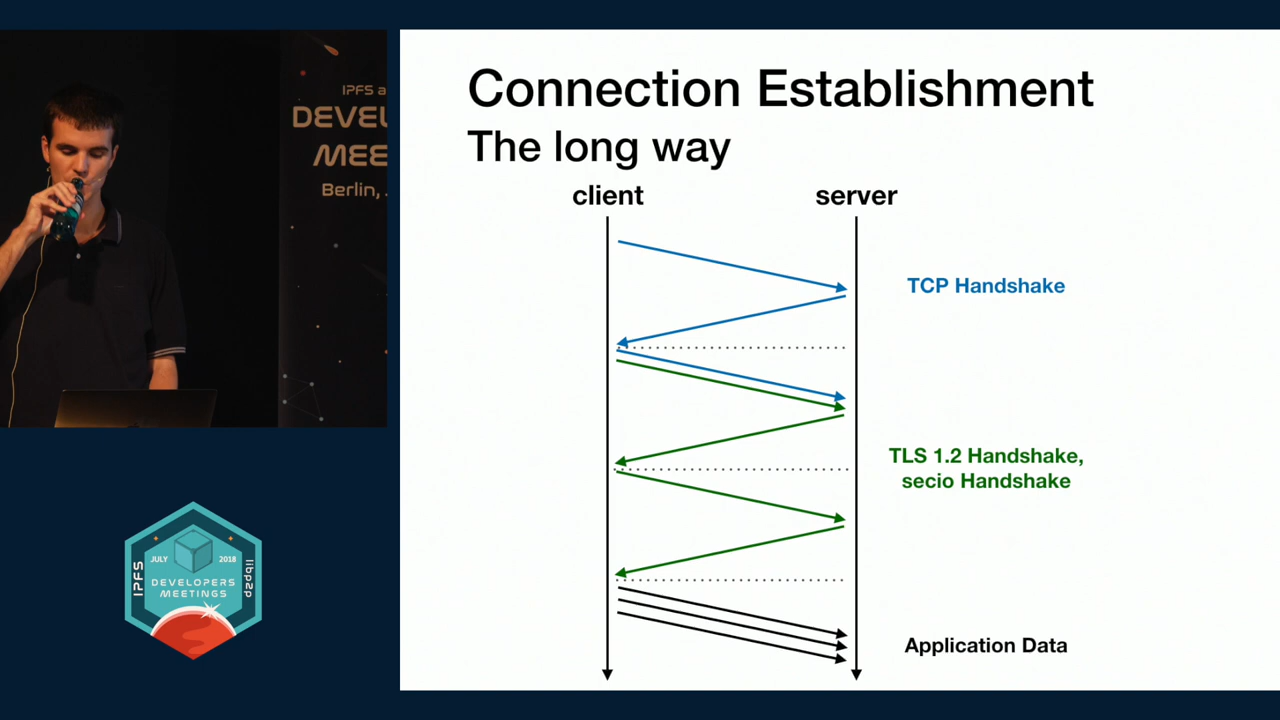 IPFS a
DEVEL
MEE
Berlin,
Connection Establishment
The long way
client
server
TCP Handshake
TLS 1.2 Handshake,
secio Handshake
Application Data
JULY
2018
IPFS
libp2p
DEVELOPERS
MEETINGS